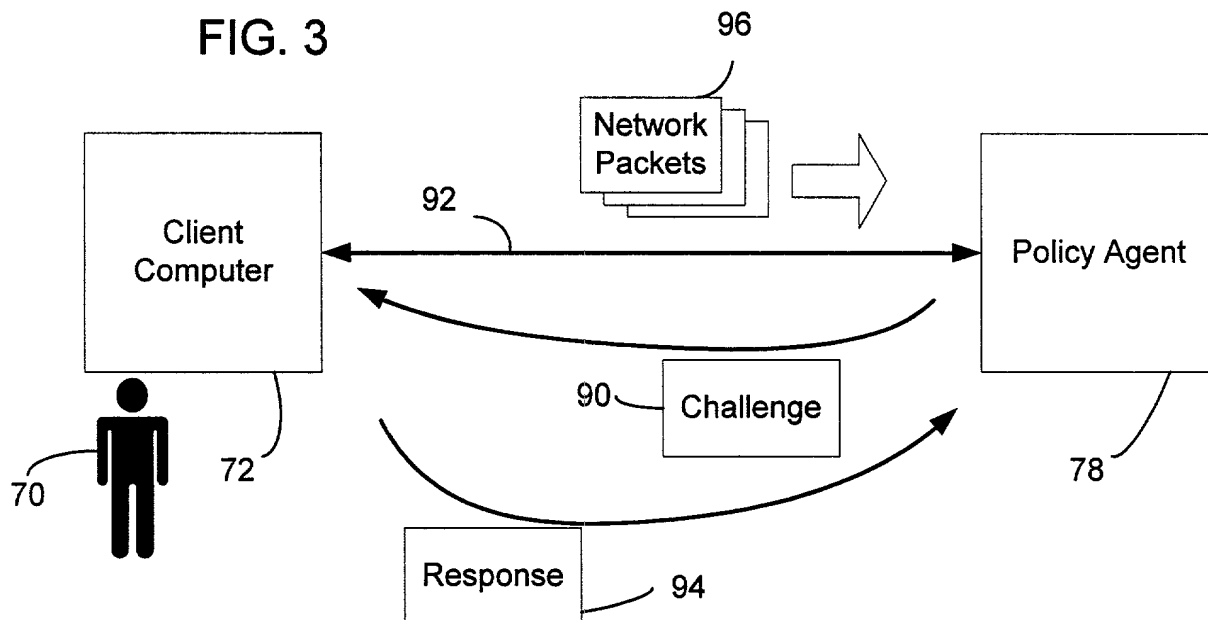 FIG. 3
96
Network
Packets
92
Client
Computer
Policy Agent
90
Challenge
70
72
78
Response
94